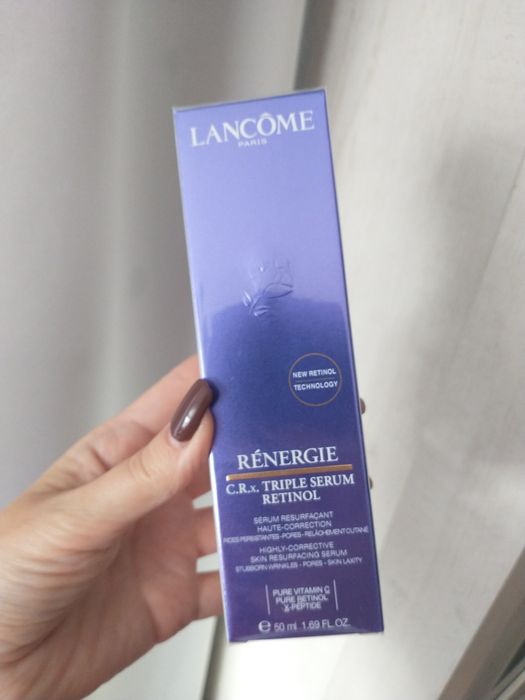 LANCÔME
PARIS
NEW RETINOL
TECHNOLOGY
RÉNERGIE
C.R.x. TRIPLE SERUM
RETINOL
SÉRUM RESURFAÇANT
HAUTE-CORRECTION
RIDES PERSISTANTES - PORES - RELÂCHEMENT CUTANÉ
HIGHLY-CORRECTIVE
SKIN RESURFACING SERUM
STUBBORN WRINKLES - PORES - SKIN LAXITY
PURE VITAMIN C
PURE RETINOL
X-PEPTIDE
e 50 ml 1.69 FL.OZ.